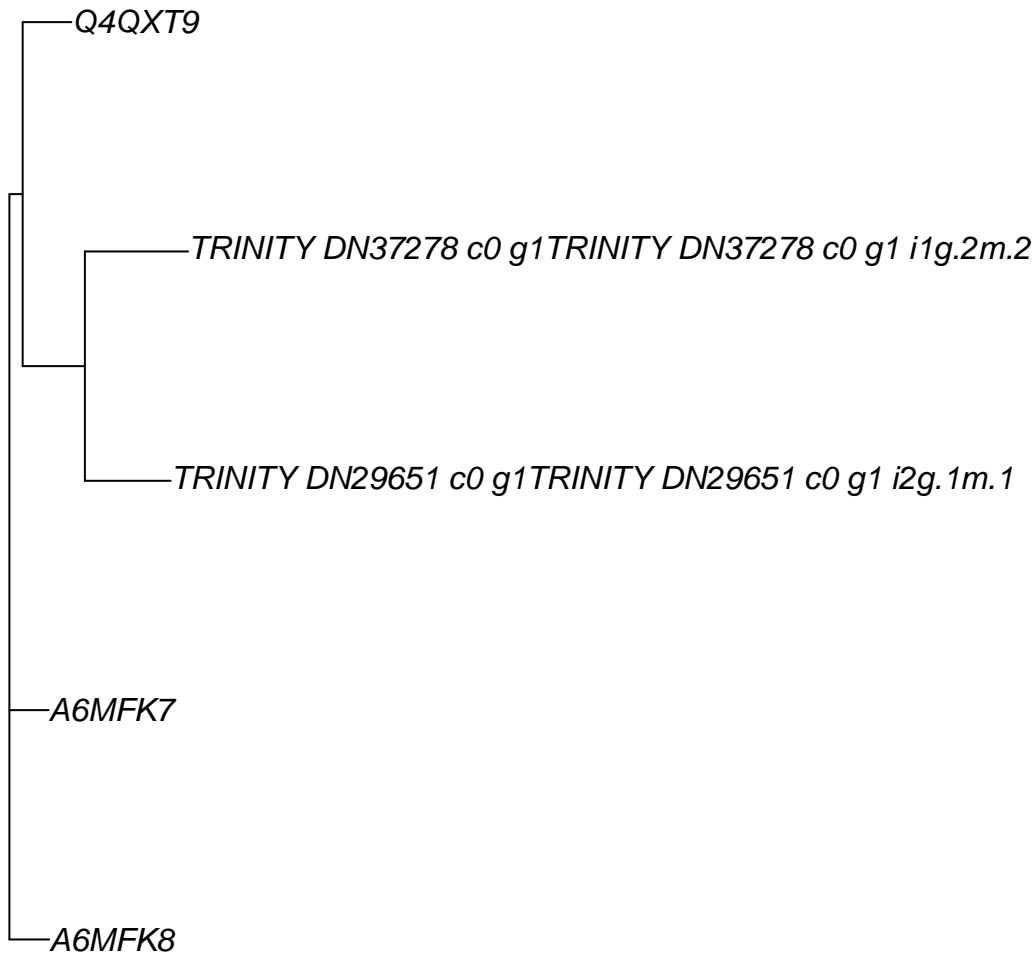 Q4QXT9
TRINITY DN37278 c0 g1TRINITY DN37278 c0 g1 i1g.2m.2
TRINITY DN29651 c0 g1TRINITY DN29651 c0 g1 i2g.1m.1
A6MFK7
A6MFK8